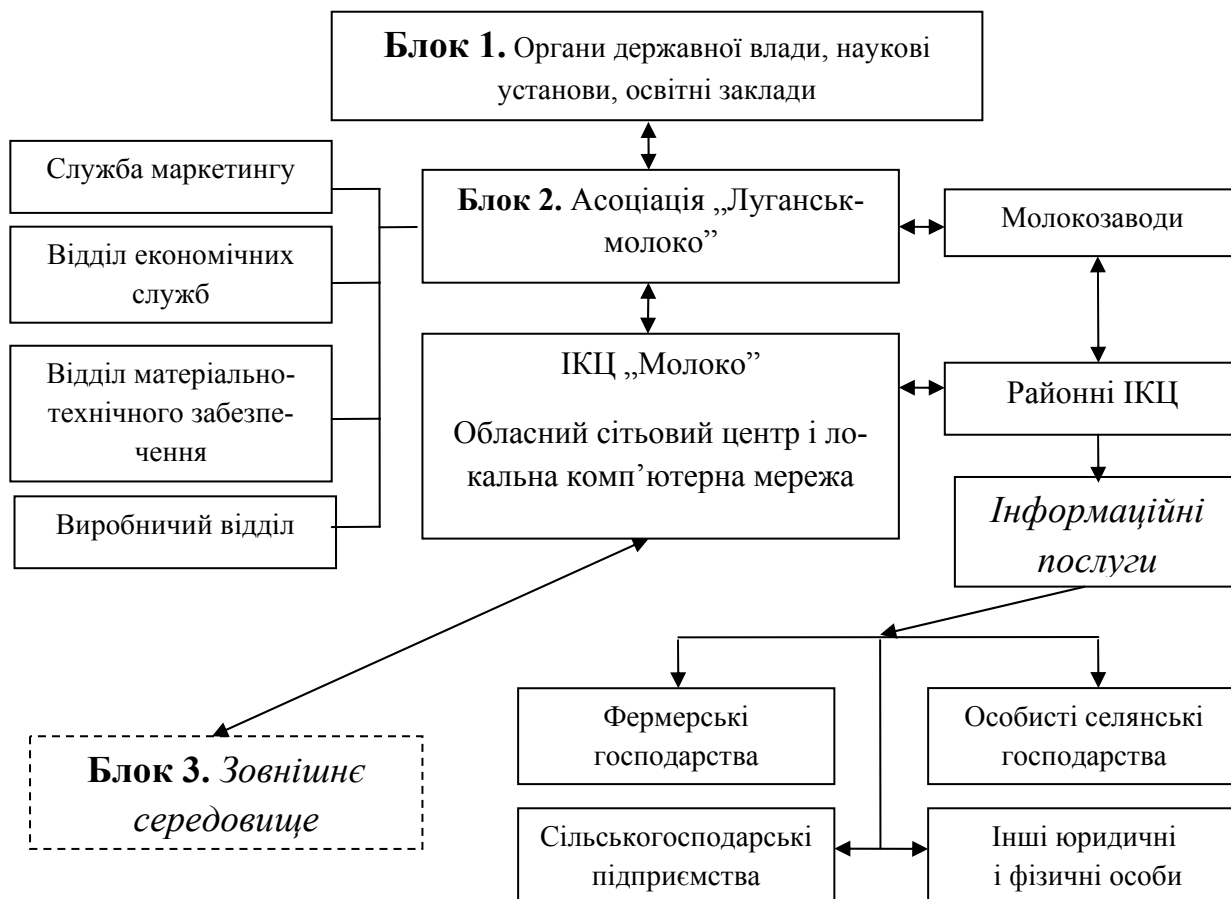 Блок 1. Органи державної влади, наукові
установи, освітні заклади
Служба маркетингу
Відділ економічних
служб
Відділ матеріально-
технічного забезпе-
чення
Виробничий відділ
Блок 2. Асоціація „Луганськ-
молоко”
Молокозаводи
ІКЦ „Молоко”
Обласний сітьовий центр і ло-
кальна комп’ютерна мережа
Районні ІКЦ
Інформаційні
послуги
Блок 3. Зовнішнє
середовище
Фермерські
господарства
Особисті селянські
господарства
Сільськогосподарські
підприємства
Інші юридичні
і фізичні особи